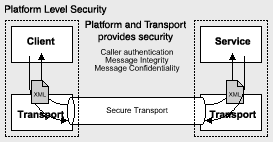 Platform Level Security
Client
Platform and Transport
provides security
Caller authentication
Message Integrity
Message Confidentiality
Service
XML
XML
Transport
Secure Transport
Transport